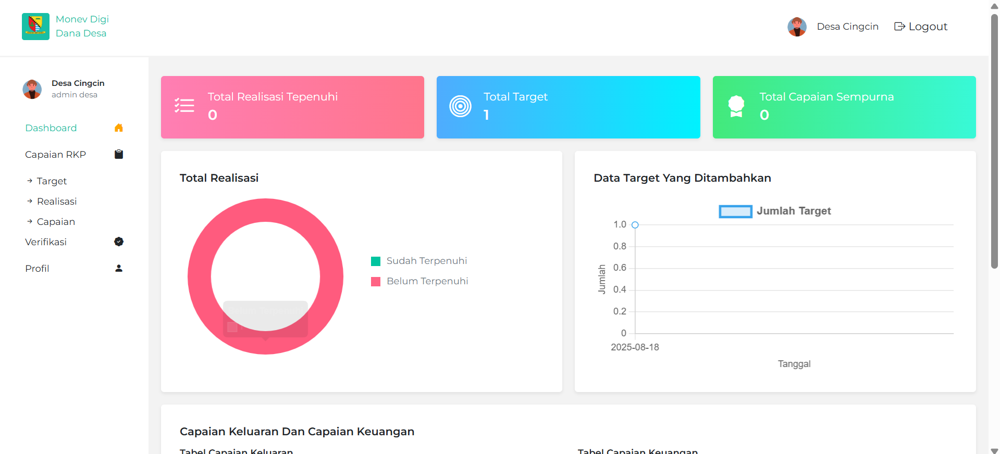 Monev Digi
Dana Desa
Desa Cingcin
Logout
Desa Cingcin
admin desa
Dashboard
Capaian RKP
Target
Realisasi
Capaian
Verifikasi
Profil
Total Realisasi Tepenuhi
0
Total Target
1
Total Capaian Sempurna
0
Total Realisasi
Sudah Terpenuhi
Belum Terpenuhi
Data Target Yang Ditambahkan
Jumlah Target
1.0
0.8
0.6
0.4
0.2
0
Jumlah
2025-08-18
Tanggal
Capaian Keluaran Dan Capaian Keuangan
Tabel Capaian Keluaran
Tabel Capaian Keuangan